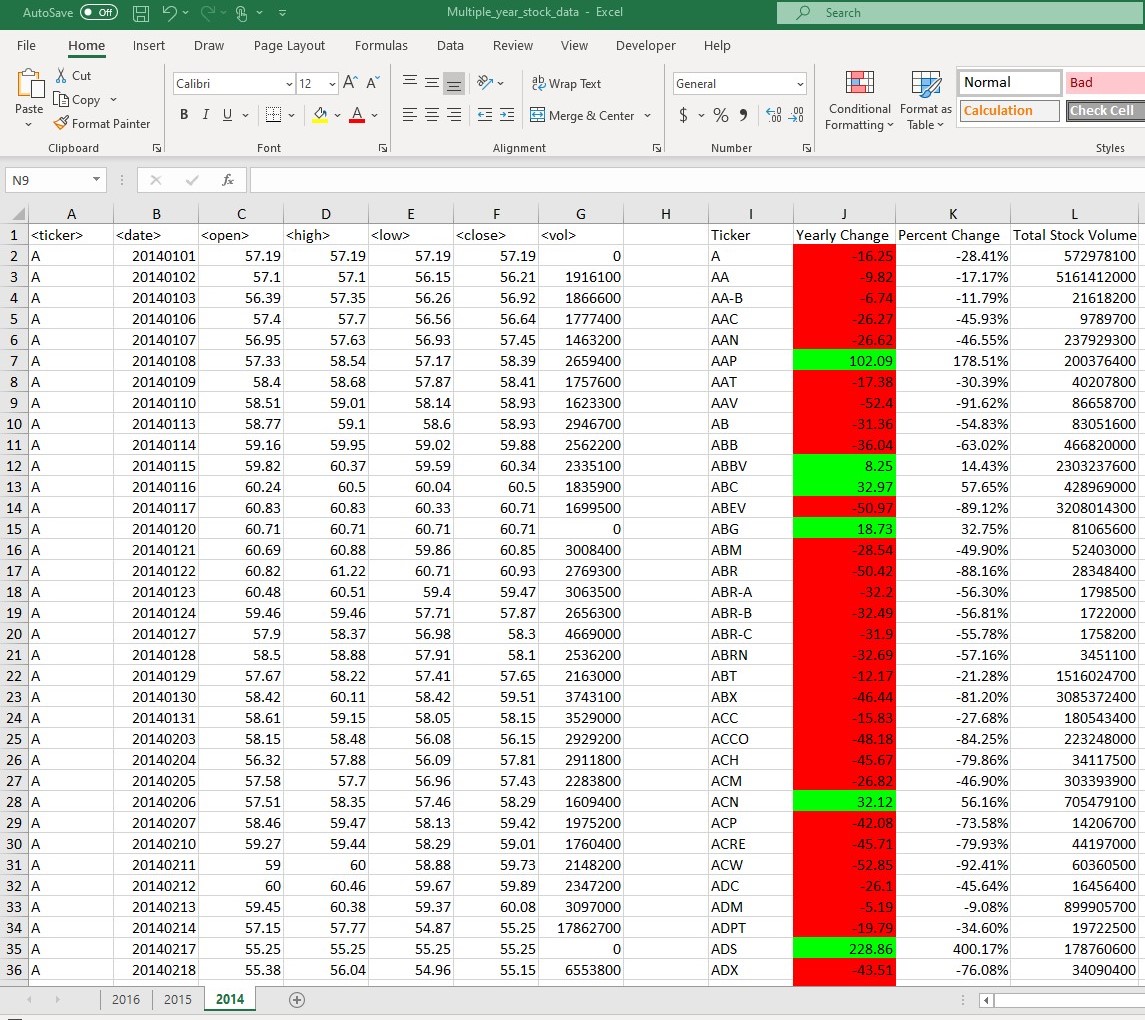 AutoSave Off Multiple_year_stock_data - Excel Search
File Home Insert Draw Page Layout Formulas Data Review View Developer Help
Cut
Copy
Format Painter
Paste
Clipboard
Calibri 12 A^ Aˇ
B I U A
Font
ab Wrap Text
Merge & Center
Alignment
General
$ % 9
Number
Conditional Formatting
Format as Table
Normal Bad
Calculation Check Cell
Styles
N9 fx
A B C D E F G H I J K L
1 <ticker> <date> <open> <high> <low> <close> <vol> Ticker Yearly Change Percent Change Total Stock Volume
2 A 20140101 57.19 57.19 57.19 57.19 0 A -16.25 -28.41% 572978100
3 A 20140102 57.1 57.1 56.15 56.21 1916100 AA -9.82 -17.17% 5161412000
4 A 20140103 56.39 57.35 56.26 56.92 1866600 AA-B -6.74 -11.79% 21618200
5 A 20140106 57.4 57.7 56.56 56.64 1777400 AAC -26.27 -45.93% 9789700
6 A 20140107 56.95 57.63 56.93 57.45 1463200 AAN -26.62 -46.55% 237929300
7 A 20140108 57.33 58.54 57.17 58.39 2659400 AAP 102.09 178.51% 200376400
8 A 20140109 58.4 58.68 57.87 58.41 1757600 AAT -17.38 -30.39% 40207800
9 A 20140110 58.51 59.01 58.14 58.93 1623300 AAV -52.4 -91.62% 86658700
10 A 20140113 58.77 59.1 58.6 58.93 2946700 AB -31.36 -54.83% 83051600
11 A 20140114 59.16 59.95 59.02 59.88 2562200 ABB -36.04 -63.02% 466820000
12 A 20140115 59.82 60.37 59.59 60.34 2335100 ABBV 8.25 14.43% 2303237600
13 A 20140116 60.24 60.5 60.04 60.5 1835900 ABC 32.97 57.65% 428969000
14 A 20140117 60.83 60.83 60.33 60.71 1699500 ABEV -50.97 -89.12% 3208014300
15 A 20140120 60.71 60.71 60.71 60.71 0 ABG 18.73 32.75% 81065600
16 A 20140121 60.69 60.88 59.86 60.85 3008400 ABM -28.54 -49.90% 52403000
17 A 20140122 60.82 61.22 60.71 60.93 2769300 ABR -50.42 -88.16% 28348400
18 A 20140123 60.48 60.51 59.4 59.47 3063500 ABR-A -32.2 -56.30% 1798500
19 A 20140124 59.46 59.46 57.71 57.87 2656300 ABR-B -32.49 -56.81% 1722000
20 A 20140127 57.9 58.37 56.98 58.3 4669000 ABR-C -31.9 -55.78% 1758200
21 A 20140128 58.5 58.88 57.91 58.1 2536200 ABRN -32.69 -57.16% 3451100
22 A 20140129 57.67 58.22 57.41 57.65 2163000 ABT -12.17 -21.28% 1516024700
23 A 20140130 58.42 60.11 58.42 59.51 3743100 ABX -46.44 -81.20% 3085372400
24 A 20140131 58.61 59.15 58.05 58.15 3529000 ACC -15.83 -27.68% 180543400
25 A 20140203 58.15 58.48 56.08 56.15 2929200 ACCO -48.18 -84.25% 223248000
26 A 20140204 56.32 57.88 56.09 57.81 2911800 ACH -45.67 -79.86% 34117500
27 A 20140205 57.58 57.7 56.96 57.43 2283800 ACM -26.82 -46.90% 303393900
28 A 20140206 57.51 58.35 57.46 58.29 1609400 ACN 32.12 56.16% 705479100
29 A 20140207 58.46 59.47 58.13 59.42 1975200 ACP -42.08 -73.58% 14206700
30 A 20140210 59.27 59.44 58.29 59.01 1760400 ACRE -45.71 -79.93% 44197000
31 A 20140211 59 60 58.88 59.73 2148200 ACW -52.85 -92.41% 60360500
32 A 20140212 60 60.46 59.67 59.89 2347200 ADC -26.1 -45.64% 16456400
33 A 20140213 59.45 60.38 59.37 60.08 3097000 ADM -5.19 -9.08% 899905700
34 A 20140214 57.15 57.77 54.87 55.25 17862700 ADPT -19.79 -34.60% 19722500
35 A 20140217 55.25 55.25 55.25 55.25 0 ADS 228.86 400.17% 178760600
36 A 20140218 55.38 56.04 54.96 55.15 6553800 ADX -43.51 -76.08% 34090400
2016 2015 2014